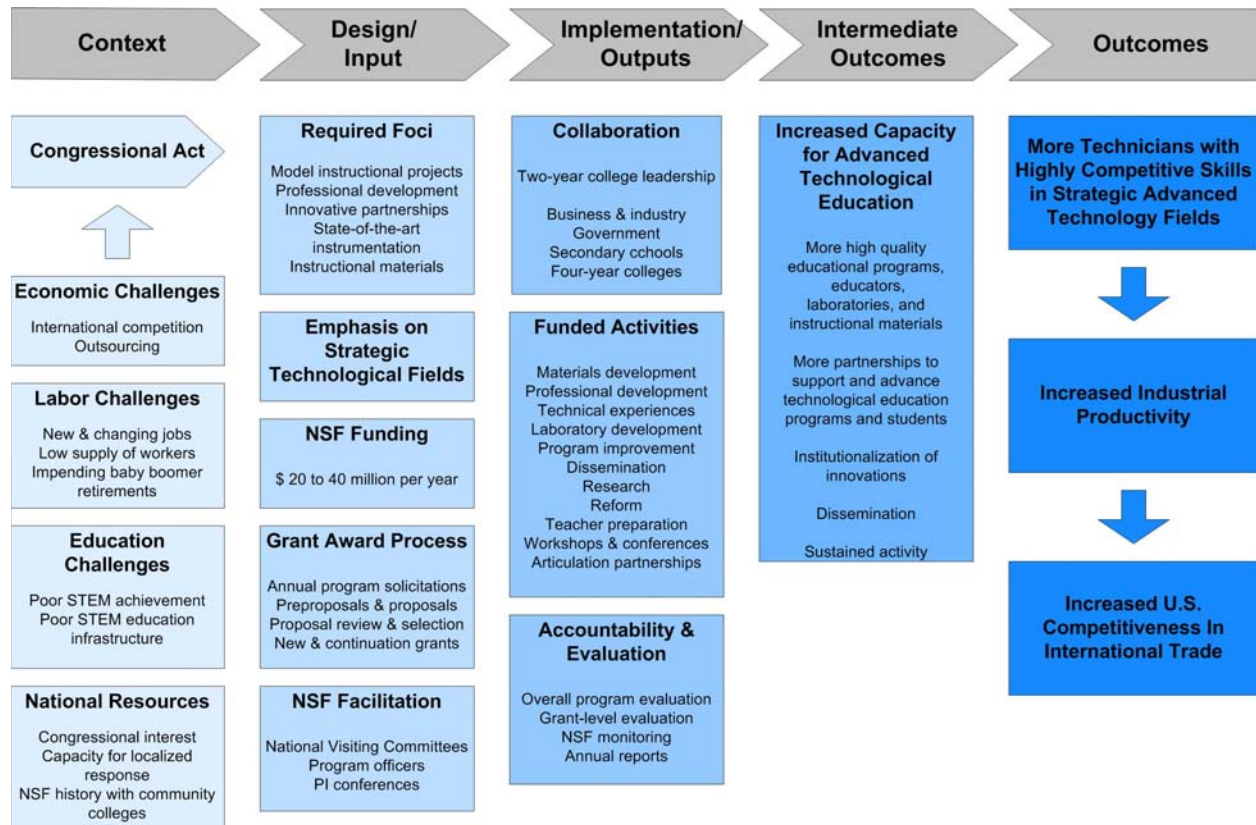 Context
Design/
Input
Implementation/
Outputs
Intermediate
Outcomes
Outcomes
Congressional Act
Economic Challenges
International competition
Outsourcing
Labor Challenges
New & changing jobs
Low supply of workers
Impending baby boomer
retirements
Education
Challenges
Poor STEM achievement
Poor STEM education
infrastructure
National Resources
Congressional interest
Capacity for localized
response
NSF history with community
colleges
Required Foci
Model instructional projects
Professional development
Innovative partnerships
State-of-the-art
instrumentation
Instructional materials
Emphasis on
Strategic
Technological Fields
NSF Funding
$ 20 to 40 million per year
Grant Award Process
Annual program solicitations
Preproposals & proposals
Proposal review & selection
New & continuation grants
NSF Facilitation
National Visiting Committees
Program officers
PI conferences
Collaboration
Two-year college leadership
Business & industry
Government
Secondary cchools
Four-year colleges
Funded Activities
Materials development
Professional development
Technical experiences
Laboratory development
Program improvement
Dissemination
Research
Reform
Teacher preparation
Workshops & conferences
Articulation partnerships
Accountability &
Evaluation
Overall program evaluation
Grant-level evaluation
NSF monitoring
Annual reports
Increased Capacity
for Advanced
Technological
Education
More high quality
educational programs,
educators,
laboratories, and
instructional materials
More partnerships to
support and advance
technological education
programs and students
Institutionalization of
innovations
Dissemination
Sustained activity
More Technicians with
Highly Competitive Skills
in Strategic Advanced
Technology Fields
Increased Industrial
Productivity
Increased U.S.
Competitiveness In
International Trade